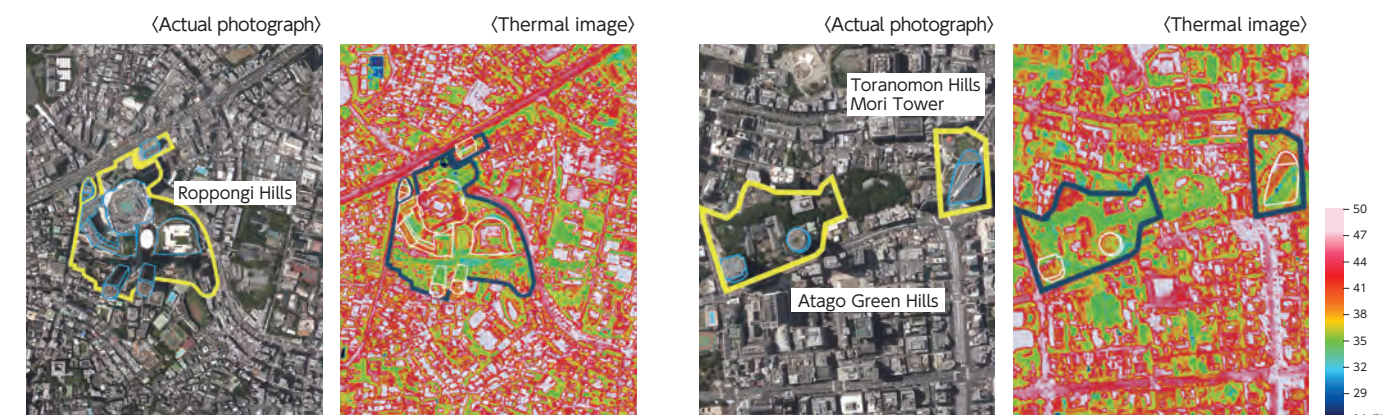 〈Actual photograph〉
〈Thermal image〉
〈Actual photograph〉
〈Thermal image〉
Roppongi Hills
Toranomon Hills
Mori Tower
Atago Green Hills
50
47
44
41
38
35
32
29